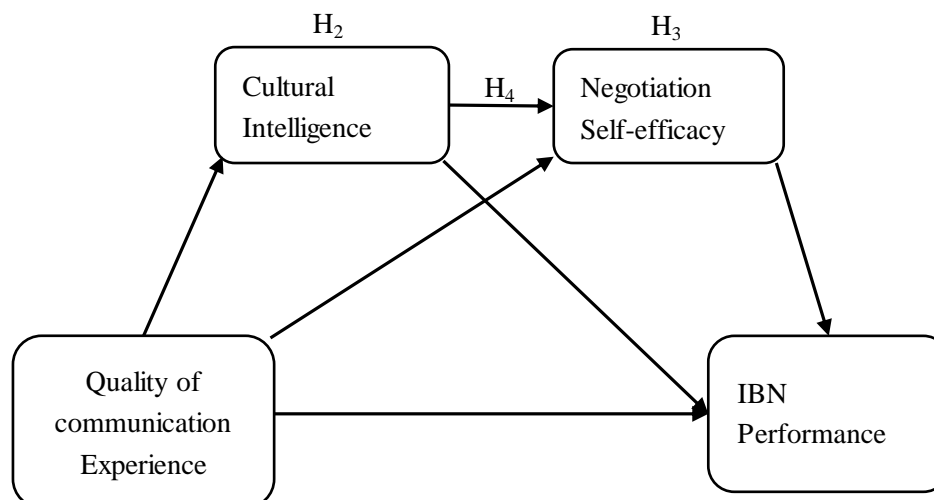 H₂
H₃
Cultural
Intelligence
H₄
Negotiation
Self-efficacy
Quality of
communication
Experience
IBN
Performance